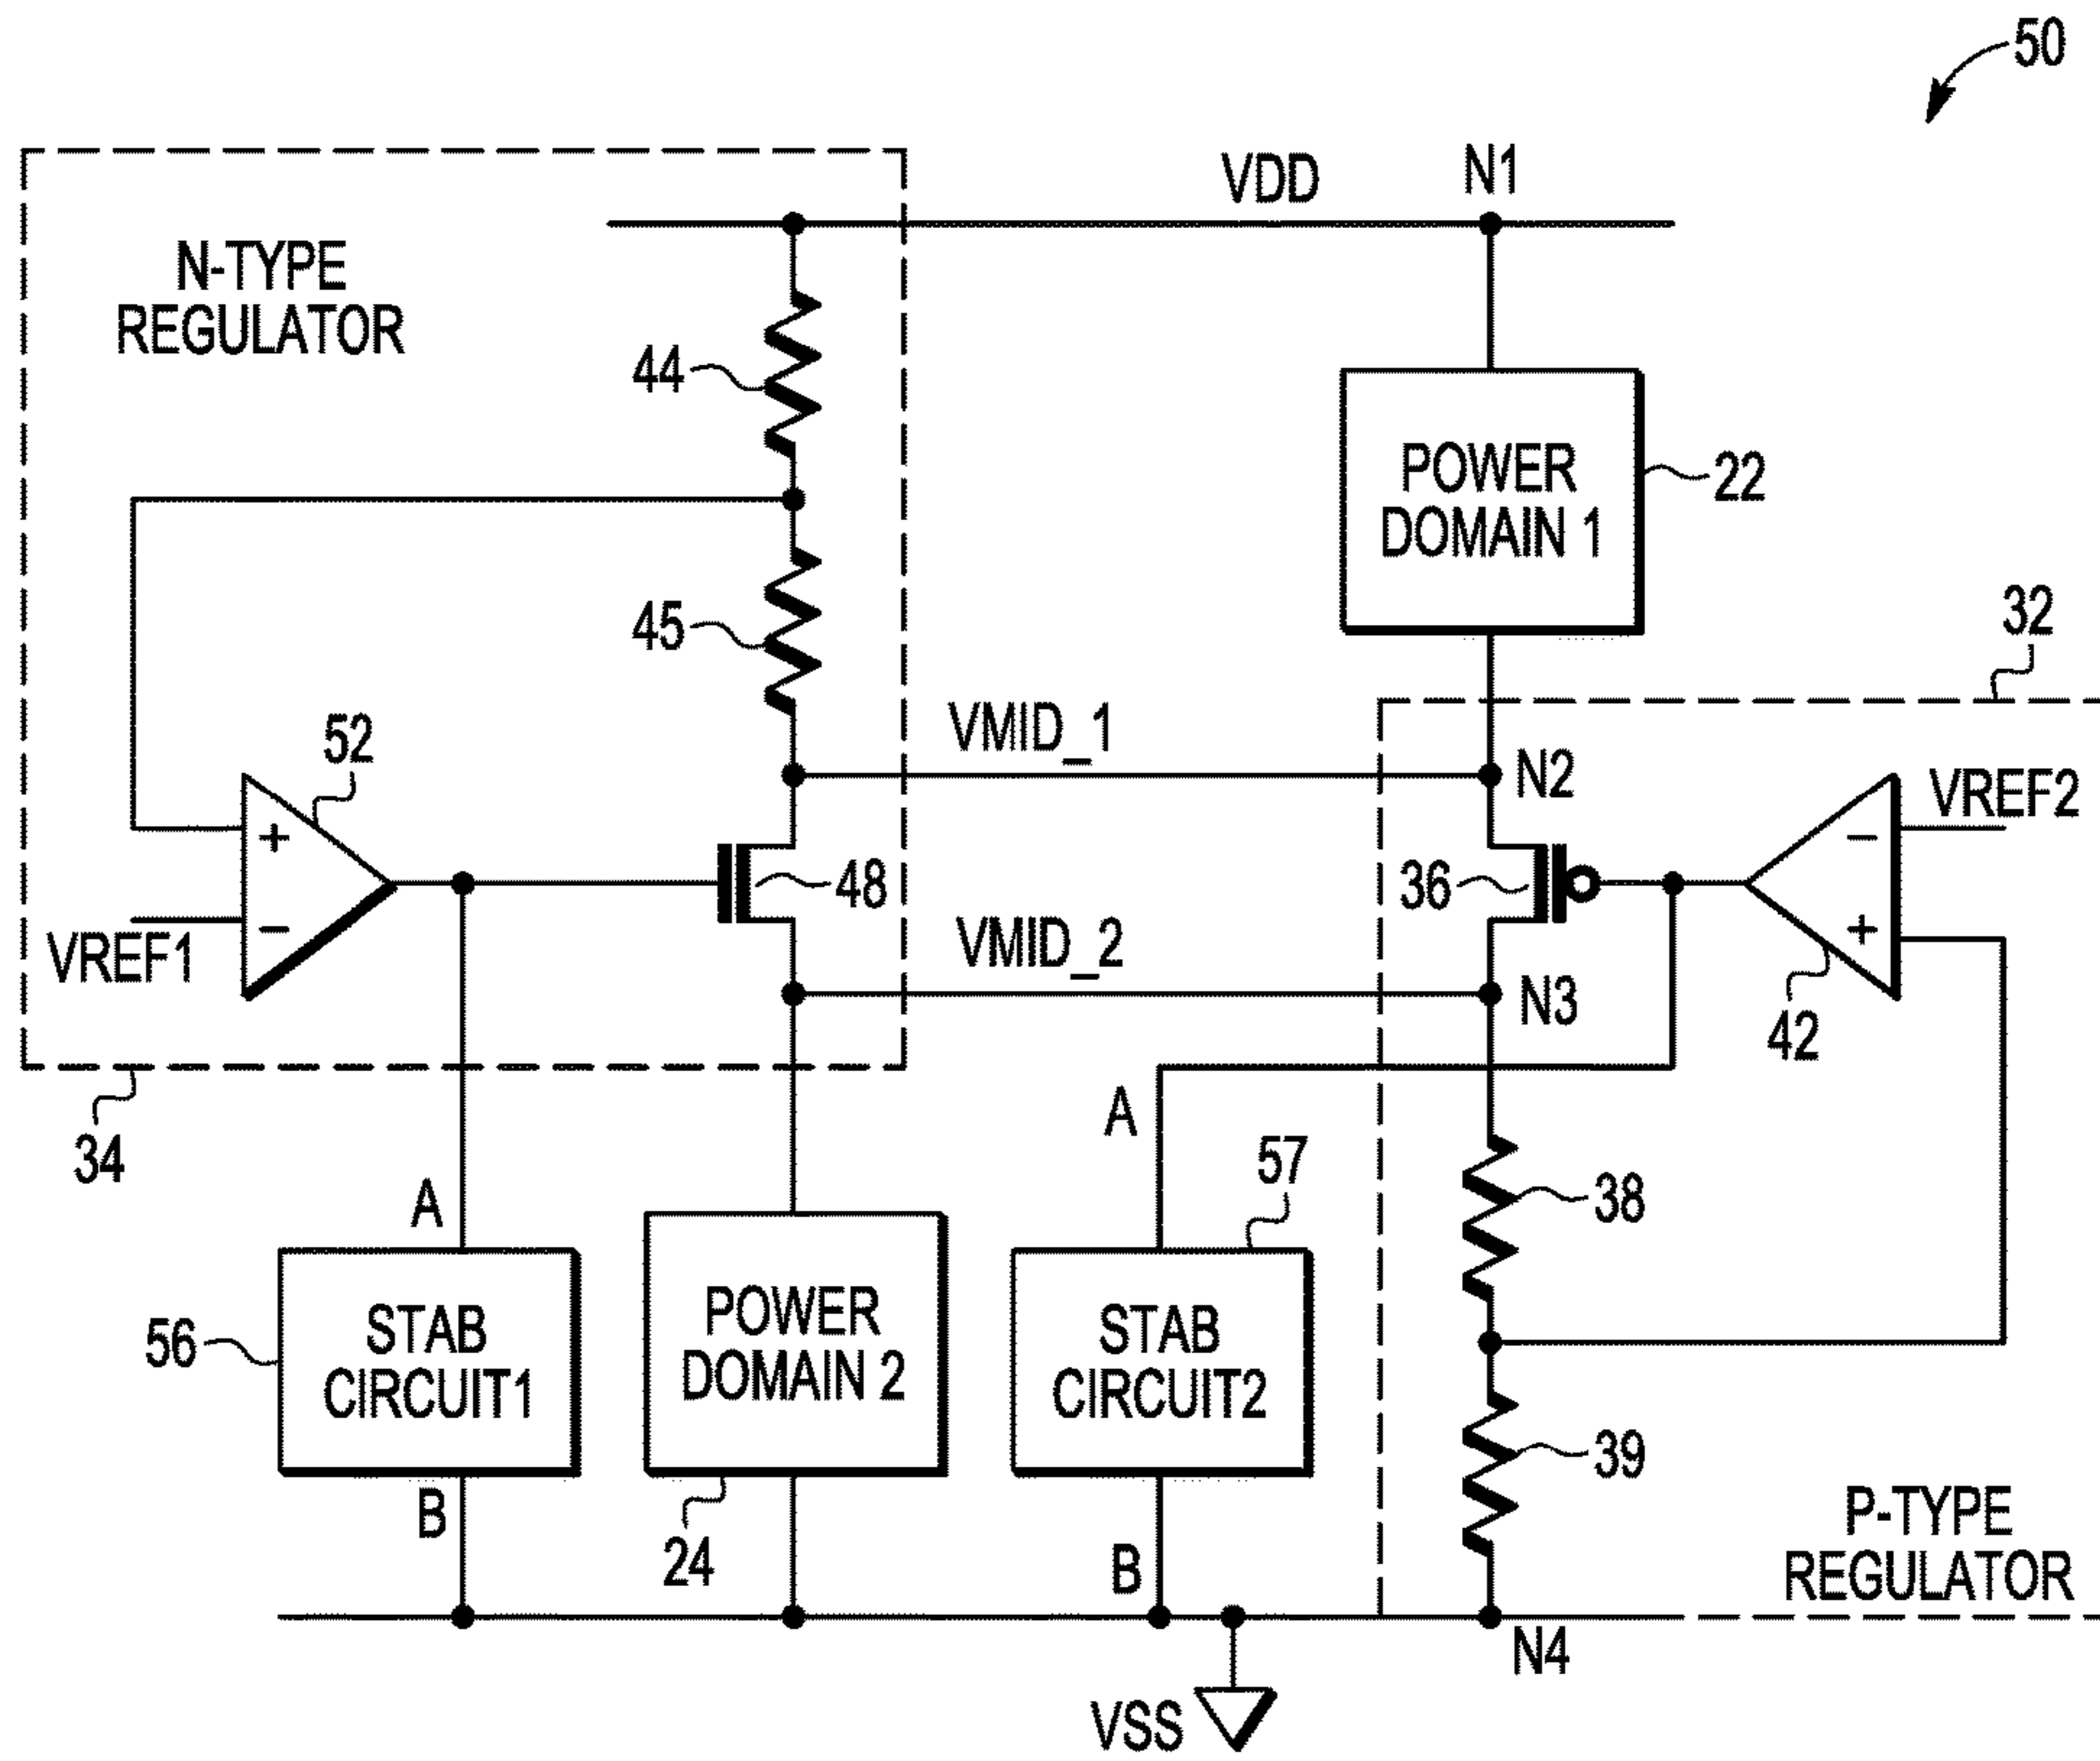 50
VDD
N1
N-TYPE
REGULATOR
44
POWER
DOMAIN 1
22
45
32
VMID_1
52
N2
VREF2
+
−
48
36
−
+
VREF1
VMID_2
N3
42
34
A
A
57
38
56
STAB
CIRCUIT1
POWER
DOMAIN 2
STAB
CIRCUIT2
39
B
24
B
P-TYPE
REGULATOR
N4
VSS